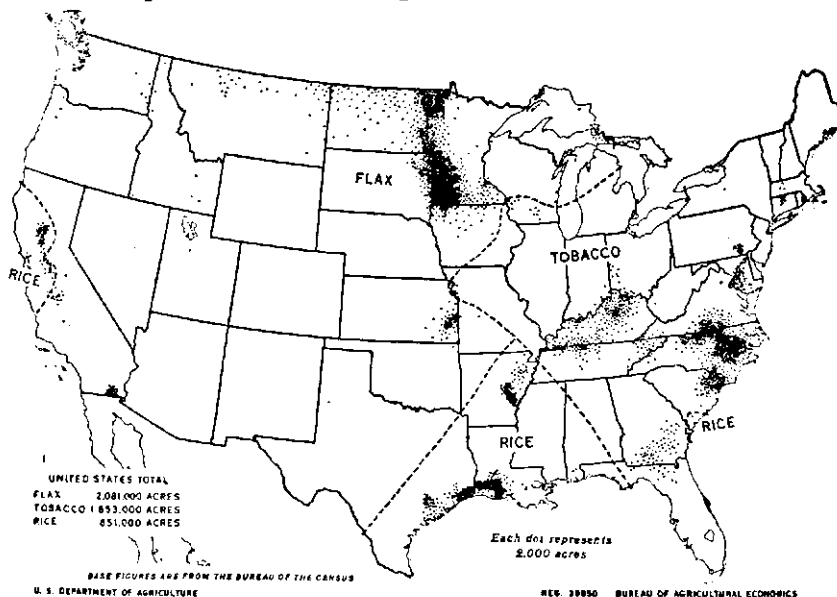 FLAX
TOBACCO
RICE
RICE
RICE
UNITED STATES TOTAL
FLAX 2,081,000 ACRES
TOBACCO 1 853,000 ACRES
RICE 851,000 ACRES
Each dot represents
2,000 acres
BASE FIGURES ARE FROM THE BUREAU OF THE CENSUS
U. S. DEPARTMENT OF AGRICULTURE
NEG. 39850 BUREAU OF AGRICULTURAL ECONOMICS